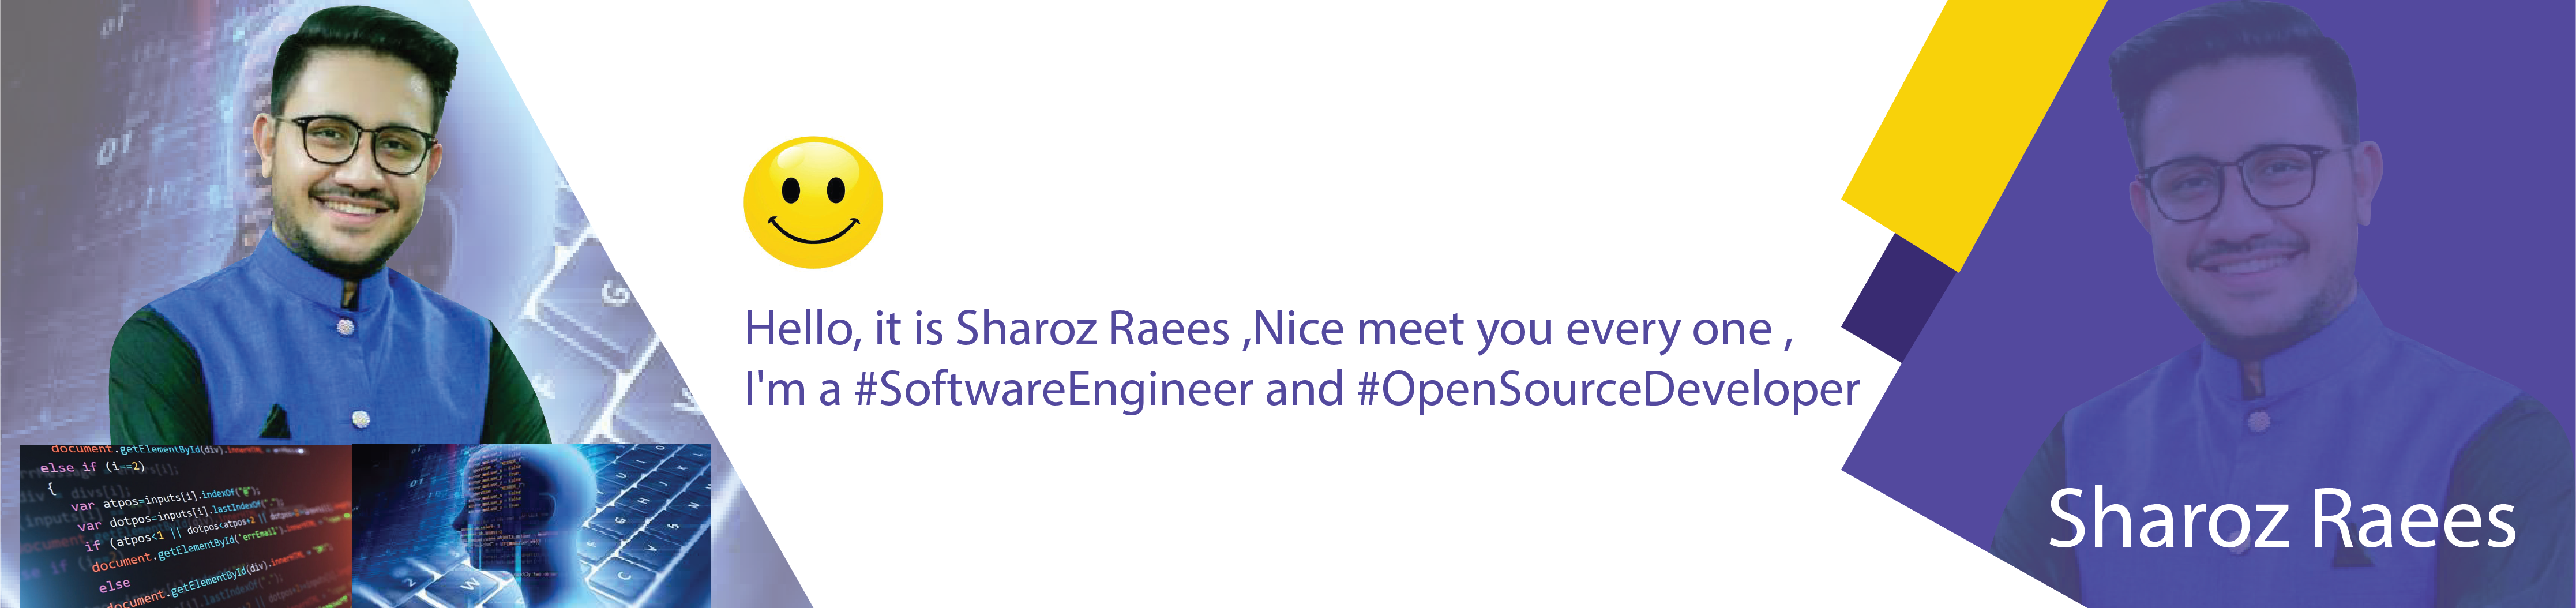 Hello, it is Sharoz Raees ,Nice meet you every one ,
I'm a #SoftwareEngineer and #OpenSourceDeveloper
Sharoz Raees
document.getElementById(div).innerHTML
else if (i==2)
{
var atpos=inputs[i].indexOf("@");
var dotpos=inputs[i].lastIndexOf(".");
if (atpos<1 || dotpos<atpos+2 || dotpos
document.getElementById('errEmail').innerHTML
else
document.getElementById(div).innerHTML